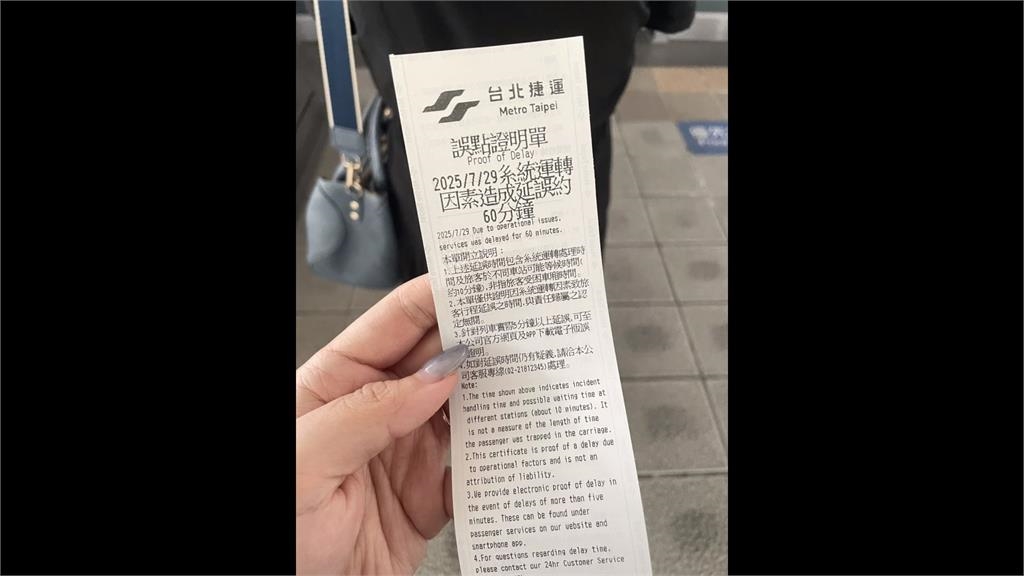 台北捷運
Metro Taipei
誤點證明單
Proof of Delay
2025/7/29系統運轉
因素造成延誤約
60分鐘
2025/7/29 Due to operational issues,
services was delayed for 60 minutes.
本單開立說明：
1.上述延誤時間包含系統運轉處理時
間及旅客於不同車站可能等候時間(
約10分鐘),非指旅客受困車廂時間。
2.本單僅供證明因系統運轉因素致旅
客行程延誤之時間,與責任歸屬之認
定無關。
3.針對列車實際5分鐘以上延誤,可至
本公司官方網頁及APP下載電子版誤
證明。
.如對延誤時間仍有疑義,請洽本公
司客服專線(02-21812345)處理。
Note:
1.The time shown above indicates incident
handling time and possible waiting time at
different stations (about 10 minutes). It
is not a measure of the length of time
the passenger was trapped in the carriage.
2.This certificate is proof of a delay due
to operational factors and is not an
attribution of liability.
3.We provide electronic proof of delay in
the event of delays of more than five
minutes. These can be found under
passenger services on our website and
smartphone app.
4.For questions regarding delay time,
please contact our 24hr Customer Service